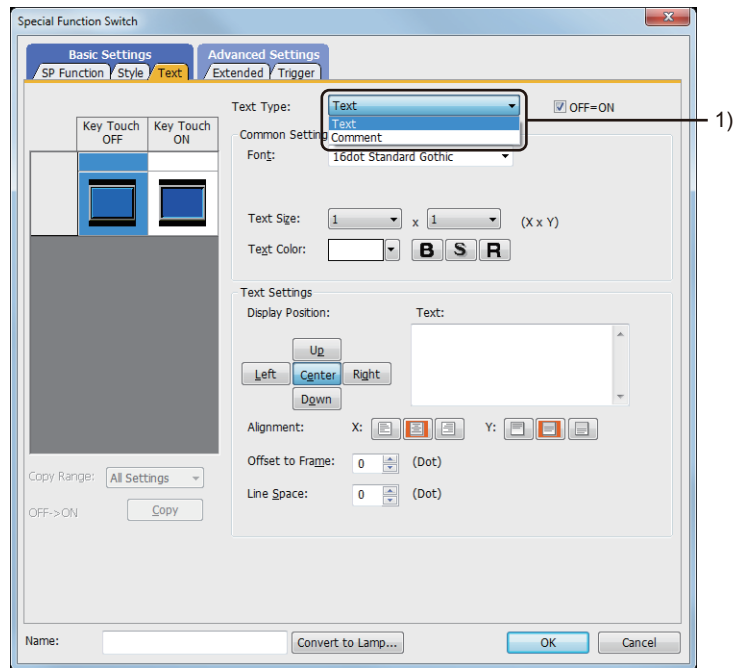 Special Function Switch
Basic Settings Advanced Settings
SP Function Style Text Extended Trigger
Text Type: Text OFF=ON
1)
Text
Comment
Key Touch OFF Key Touch ON
Common Setting
Font: 16dot Standard Gothic
Text Size: 1 x 1 (X x Y)
Text Color: B S R
Text Settings
Display Position: Text:
Up
Left Center Right
Down
Alignment: X: Y:
Offset to Frame: 0 (Dot)
Line Space: 0 (Dot)
Copy Range: All Settings
OFF->ON Copy
Name: Convert to Lamp... OK Cancel